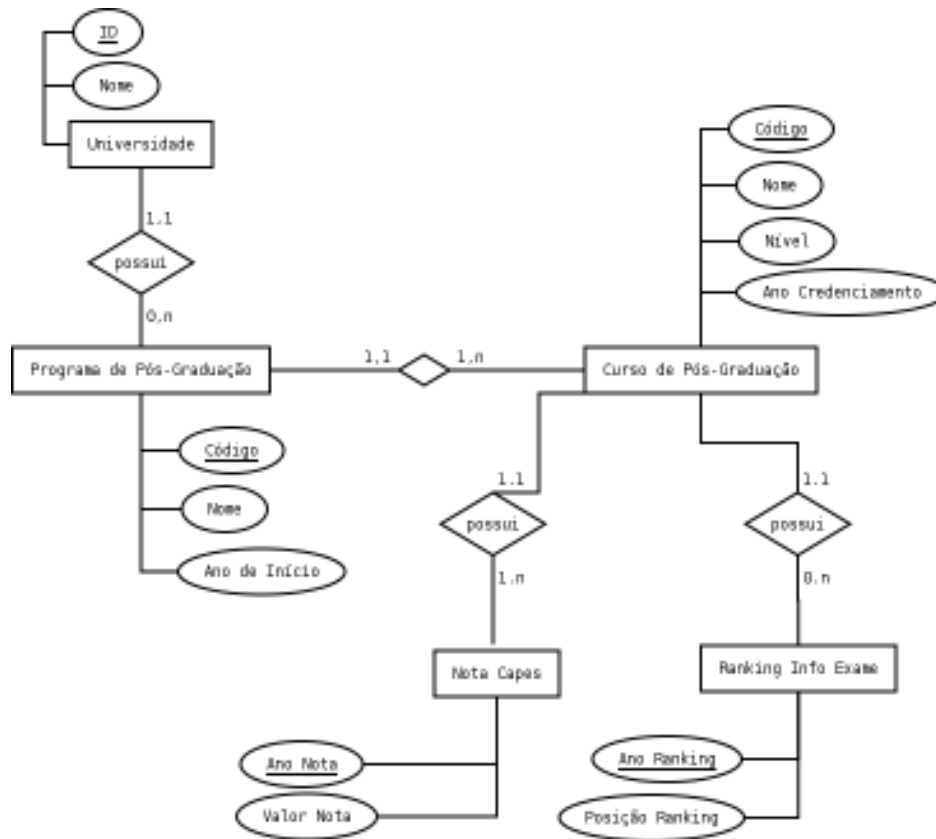 ID
Nome
Universidade
1,1
possui
0,n
Código
Nome
Nível
Ano Credenciamento
Programa de Pós-Graduação
1,1
1,n
Curso de Pós-Graduação
Código
Nome
Ano de Início
1.1
possui
1.n
1.1
possui
0.n
Nota Capes
Ranking Info Exame
Ano Nota
Valor Nota
Ano Ranking
Posição Ranking